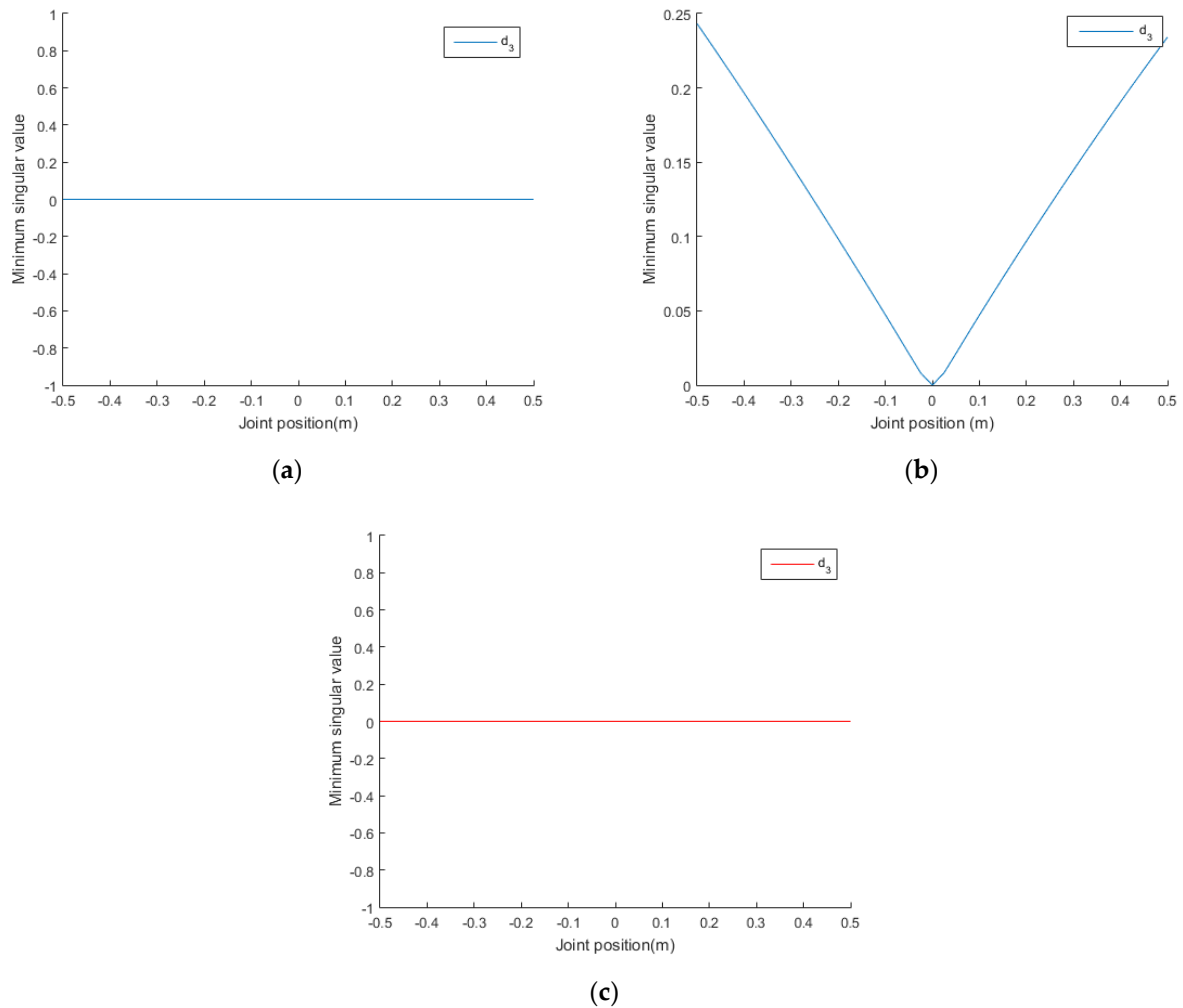 1
0.8
0.6
0.4
0.2
0
-0.2
-0.4
-0.6
-0.8
-1
Minimum singular value
-0.5 -0.4 -0.3 -0.2 -0.1 0 0.1 0.2 0.3 0.4 0.5
Joint position(m)
d3
(a)
0.25
0.2
0.15
0.1
0.05
0
Minimum singular value
-0.5 -0.4 -0.3 -0.2 -0.1 0 0.1 0.2 0.3 0.4 0.5
Joint position (m)
d3
(b)
1
0.8
0.6
0.4
0.2
0
-0.2
-0.4
-0.6
-0.8
-1
Minimum singular value
-0.5 -0.4 -0.3 -0.2 -0.1 0 0.1 0.2 0.3 0.4 0.5
Joint position(m)
d3
(c)